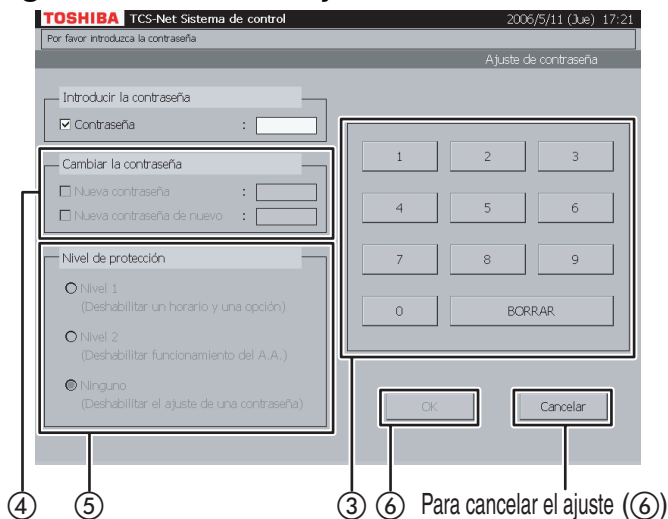 TOSHIBA TCS-Net Sistema de control 2006/5/11 (Jue) 17:21
Por favor introduzca la contraseña
Ajuste de contraseña
Introducir la contraseña
Contraseña :
Cambiar la contraseña
Nueva contraseña :
Nueva contraseña de nuevo :
Nivel de protección
Nivel 1
(Deshabilitar un horario y una opción)
Nivel 2
(Deshabilitar funcionamiento del A.A.)
Ninguno
(Deshabilitar el ajuste de una contraseña)
1 2 3
4 5 6
7 8 9
0 BORRAR
OK Cancelar
④ ⑤ ③ ⑥ Para cancelar el ajuste (⑥)